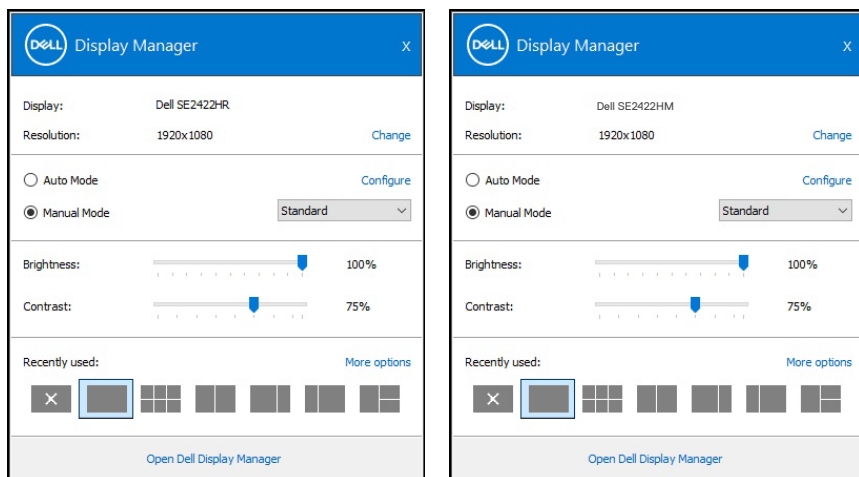 DELL Display Manager X
Display: Dell SE2422HR
Resolution: 1920x1080 Change
Auto Mode Configure
Manual Mode Standard
Brightness: 100%
Contrast: 75%
Recently used: More options
Open Dell Display Manager
DELL Display Manager X
Display: Dell SE2422HM
Resolution: 1920x1080 Change
Auto Mode Configure
Manual Mode Standard
Brightness: 100%
Contrast: 75%
Recently used: More options
Open Dell Display Manager